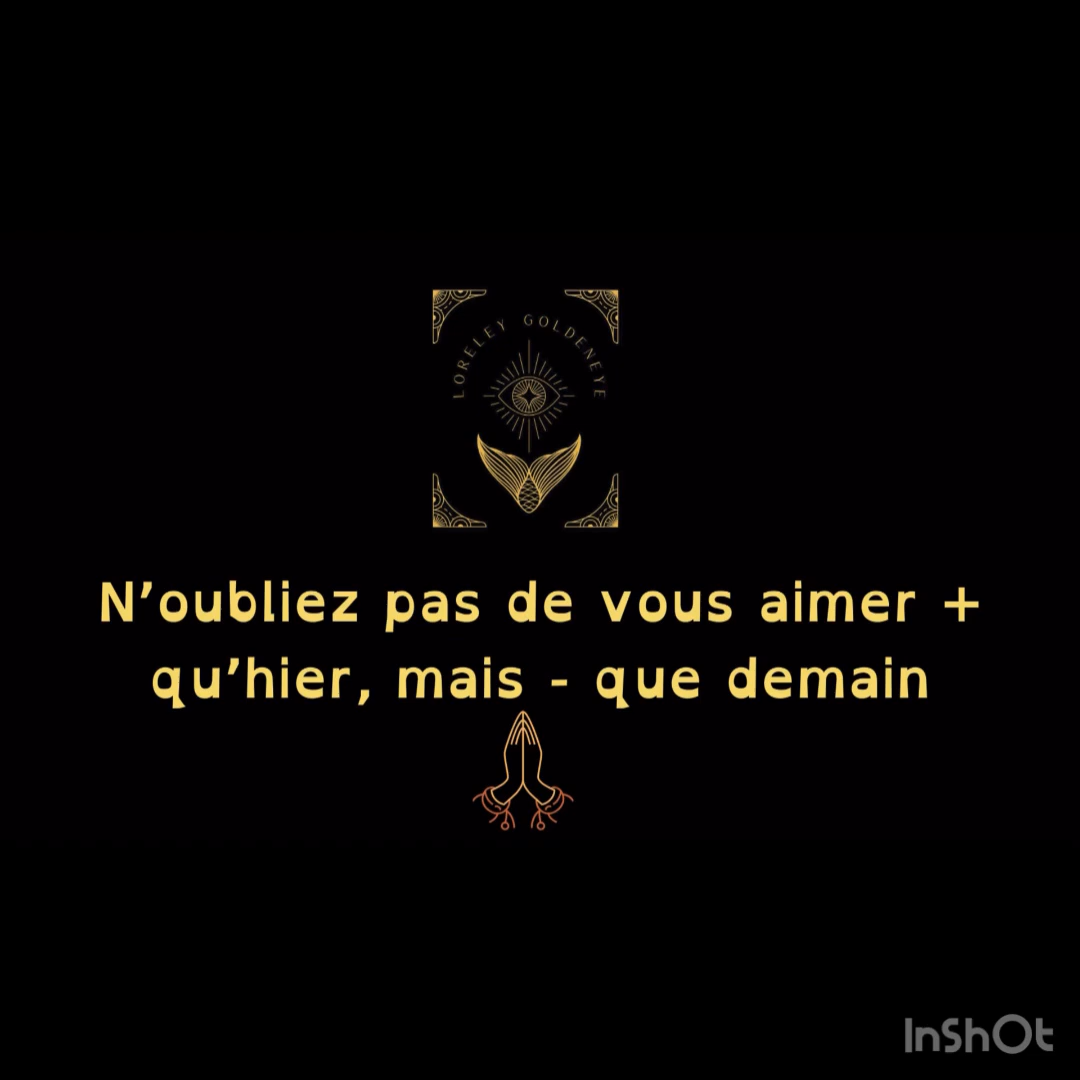 LORELEY GOLDENEYE
N’oubliez pas de vous aimer +
qu’hier, mais - que demain
InShOt